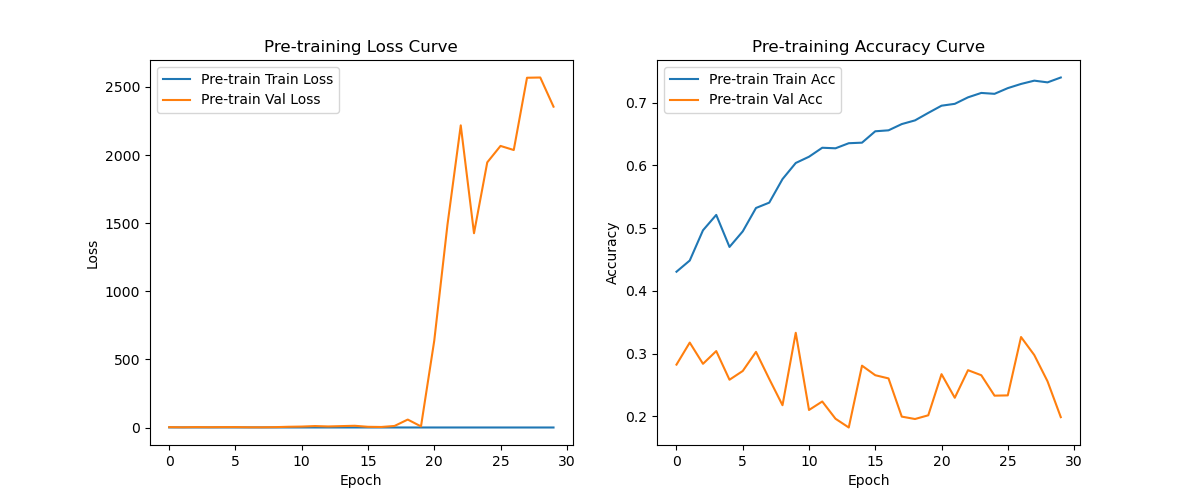 Pre-training Loss Curve
Pre-train Train Loss
Pre-train Val Loss
Loss
2500
2000
1500
1000
500
0
0 5 10 15 20 25 30
Epoch
Pre-training Accuracy Curve
Pre-train Train Acc
Pre-train Val Acc
Accuracy
0.7
0.6
0.5
0.4
0.3
0.2
0 5 10 15 20 25 30
Epoch